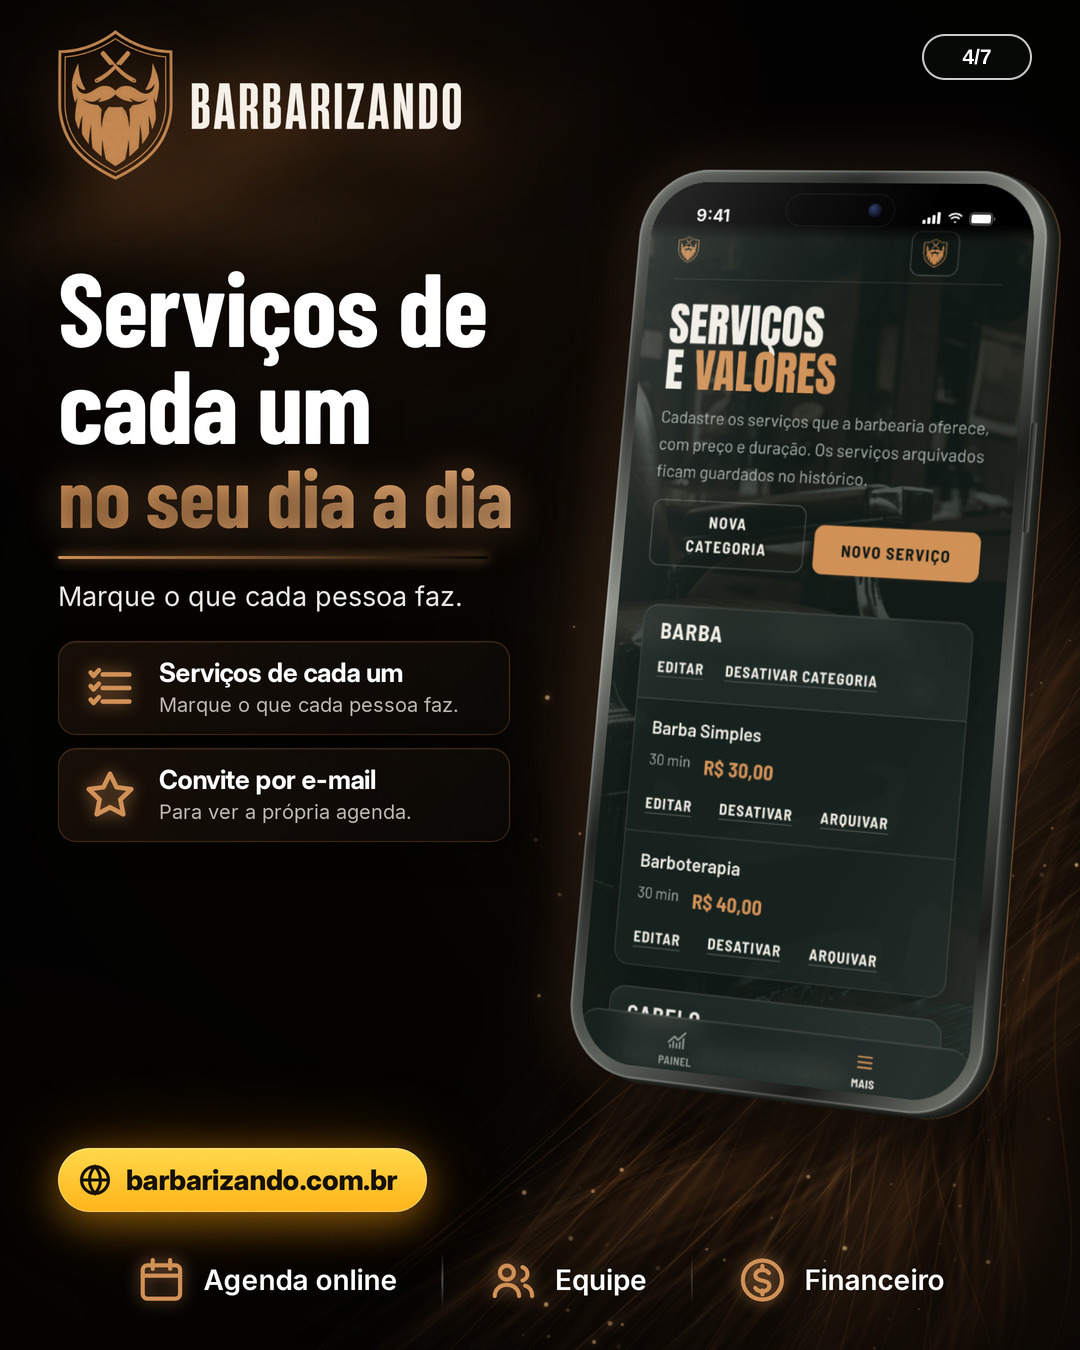 BARBARIZANDO
4/7
Serviços de
cada um
no seu dia a dia
Marque o que cada pessoa faz.
Serviços de cada um
Marque o que cada pessoa faz.
Convite por e-mail
Para ver a própria agenda.
9:41
SERVIÇOS
E VALORES
Cadastre os serviços que a barbearia oferece,
com preço e duração. Os serviços arquivados
ficam guardados no histórico.
NOVA
CATEGORIA
NOVO SERVIÇO
BARBA
EDITAR DESATIVAR CATEGORIA
Barba Simples
30 min R$ 30,00
EDITAR DESATIVAR ARQUIVAR
Barboterapia
30 min R$ 40,00
EDITAR DESATIVAR ARQUIVAR
CABELO
PAINEL
MAIS
barbarizando.com.br
Agenda online
Equipe
Financeiro